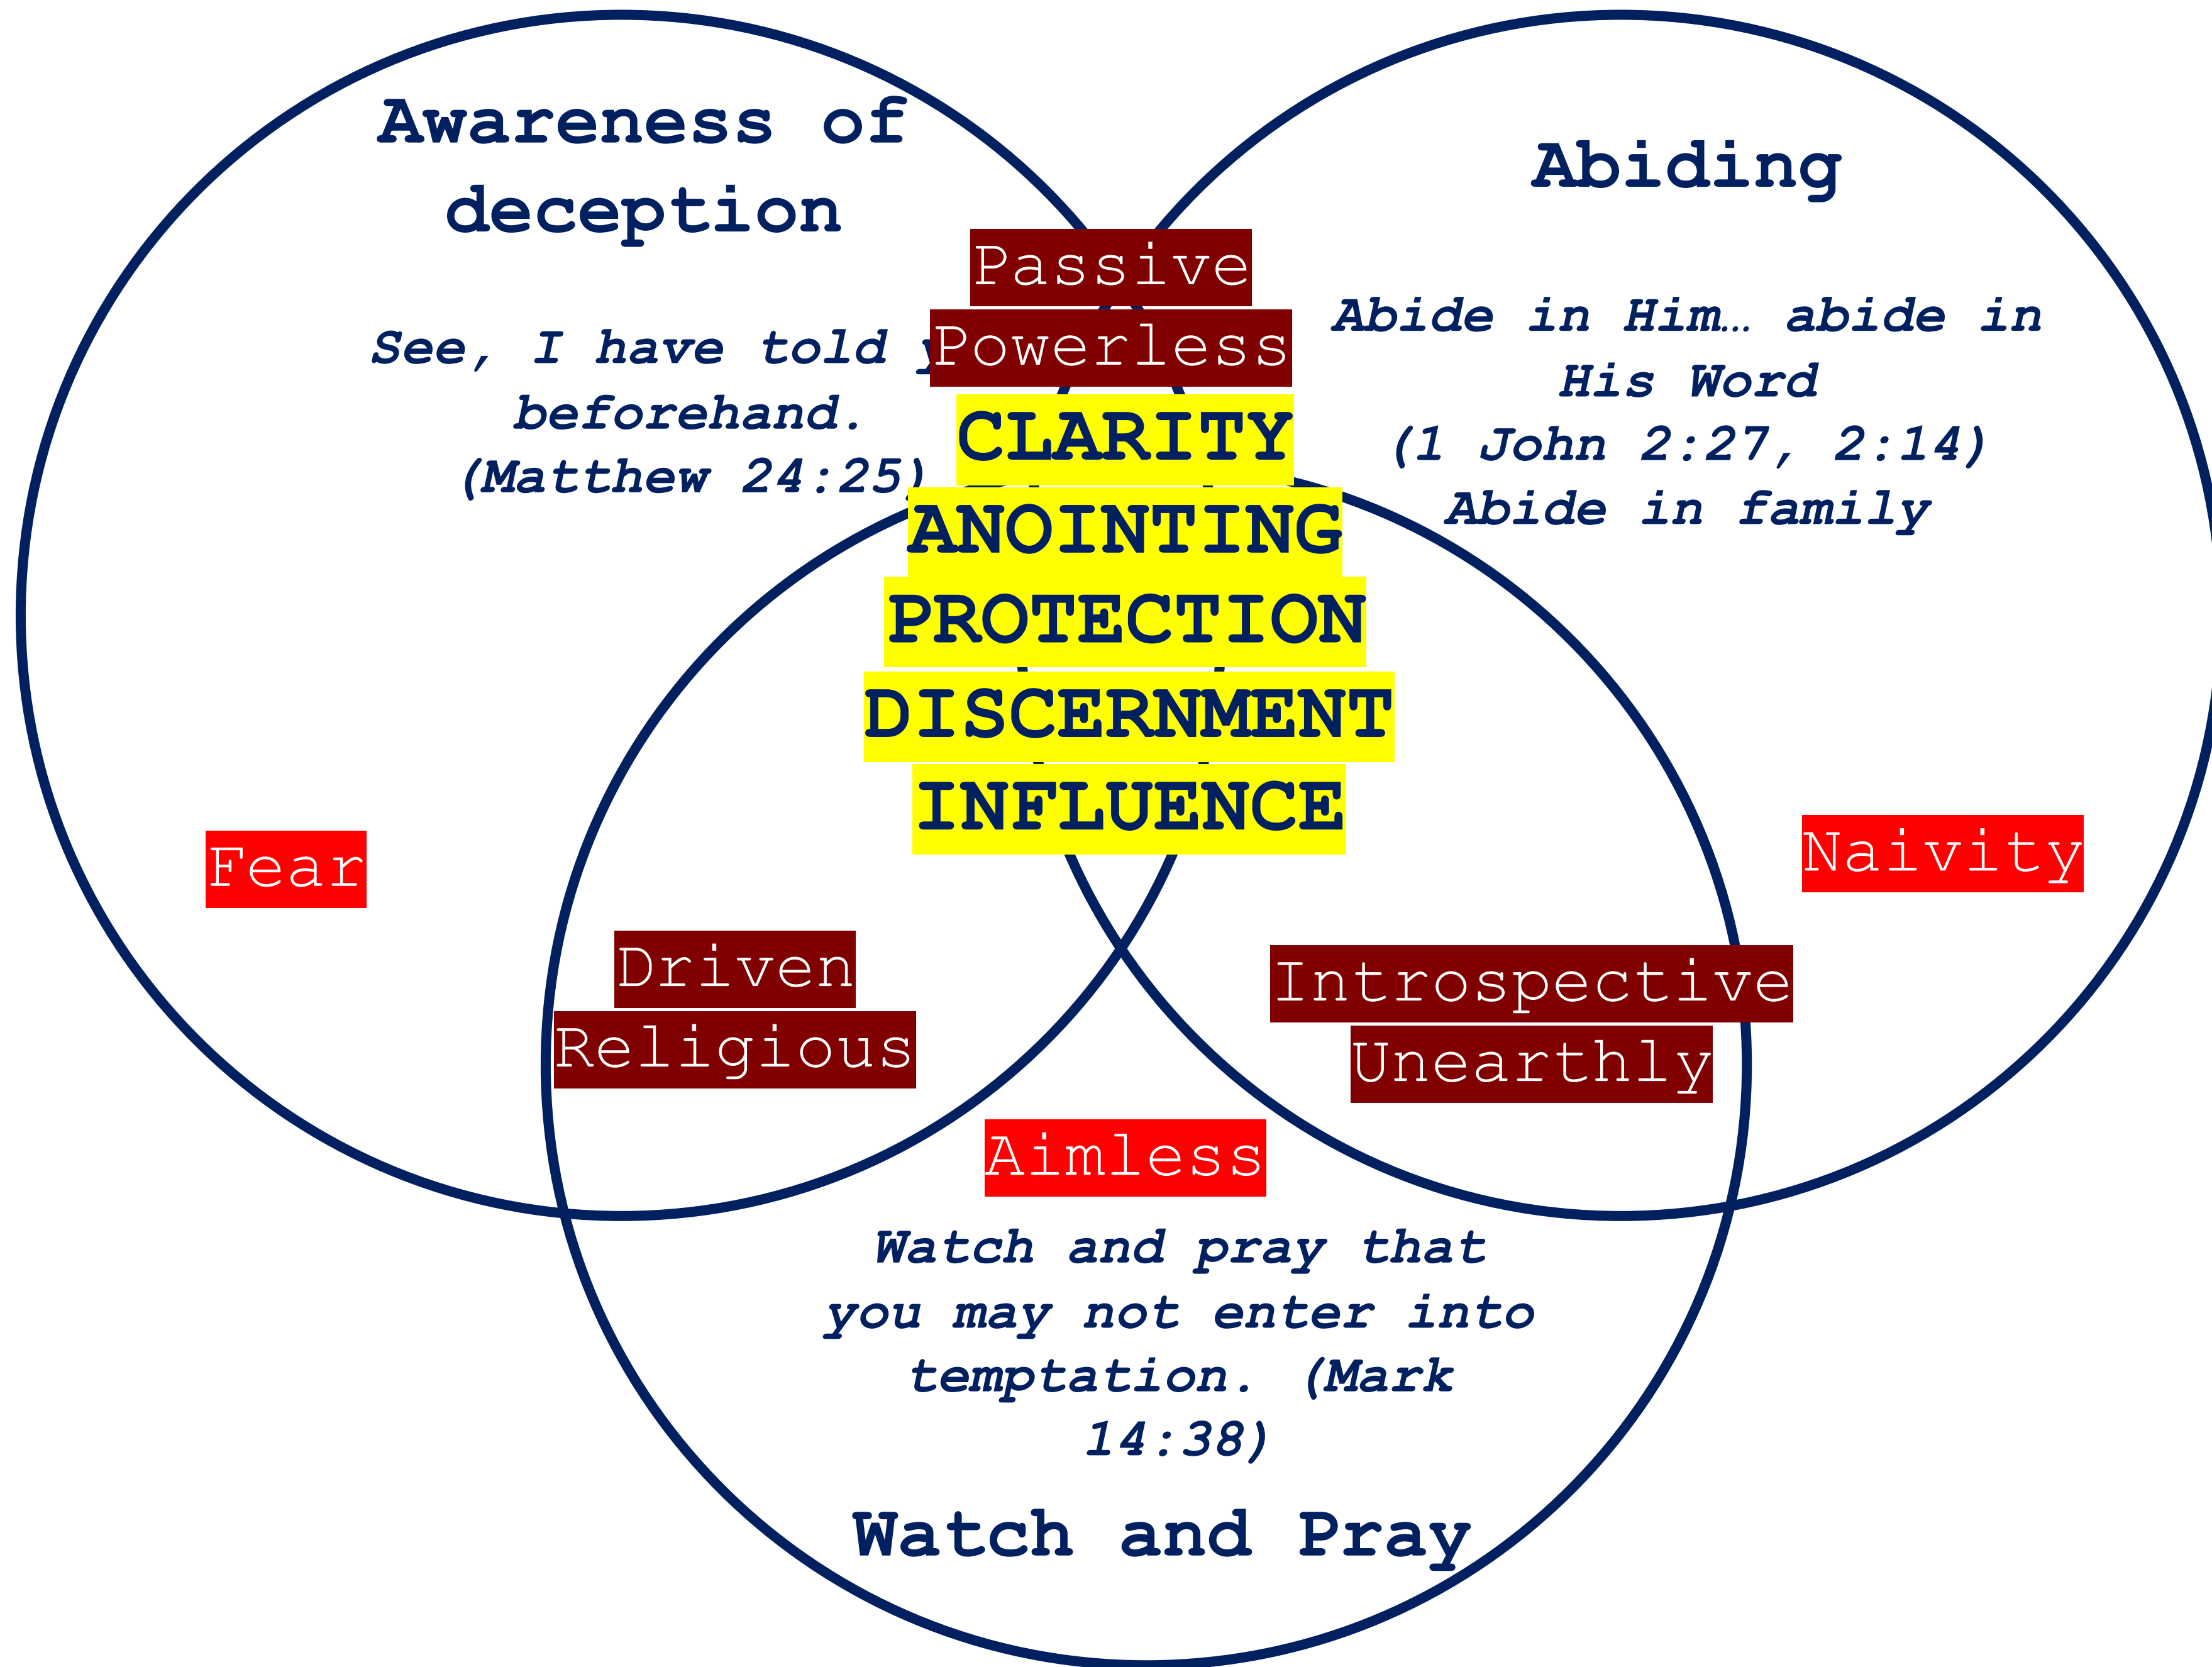 Awareness of
deception
See, I have told
beforehand.
(Matthew 24:25)
Abiding
Abide in Him… abide in
His Word
(1 John 2:27, 2:14)
Abide in family
Passive
Powerless
CLARITY
ANOINTING
PROTECTION
DISCERNMENT
INFLUENCE
Fear
Naivity
Driven
Religious
Introspective
Unearthly
Aimless
Watch and pray that
you may not enter into
temptation. (Mark
14:38)
Watch and Pray